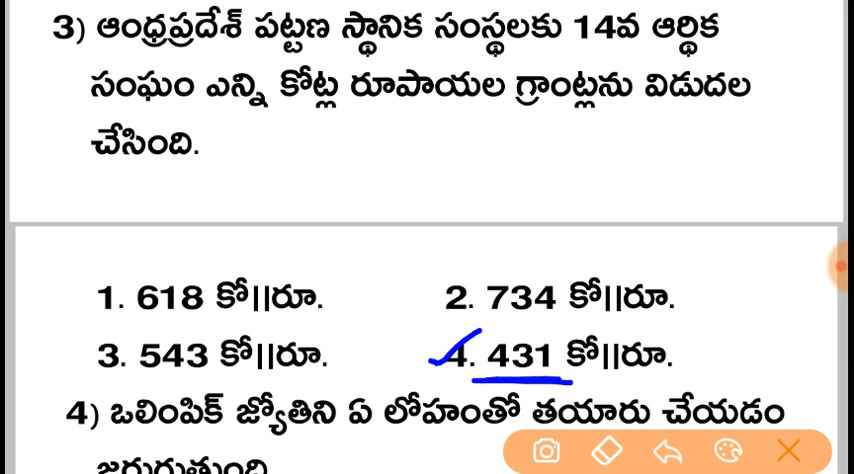 3) ఆంధ్రప్రదేశ్ పట్టణ స్థానిక సంస్థలకు 14వ ఆర్థిక
సంఘం ఎన్ని కోట్ల రూపాయల గ్రాంట్లను విడుదల
చేసింది.
1. 618 కో||రూ. 2. 734 కో||రూ.
3. 543 కో||రూ. 4. 431 కో||రూ.
4) ఒలింపిక్ జ్యోతిని ఏ లోహంతో తయారు చేయడం
జరుగుతుంది